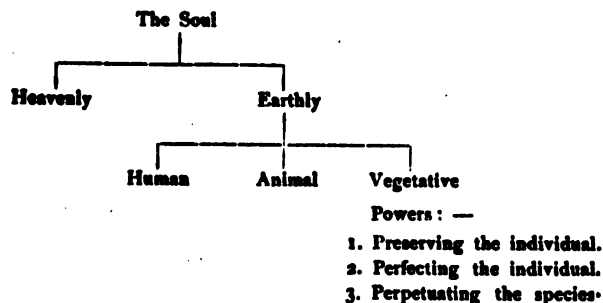 The Soul
Heavenly Earthly
Human Animal Vegetative
Powers: —
1. Preserving the individual.
2. Perfecting the individual.
3. Perpetuating the species.